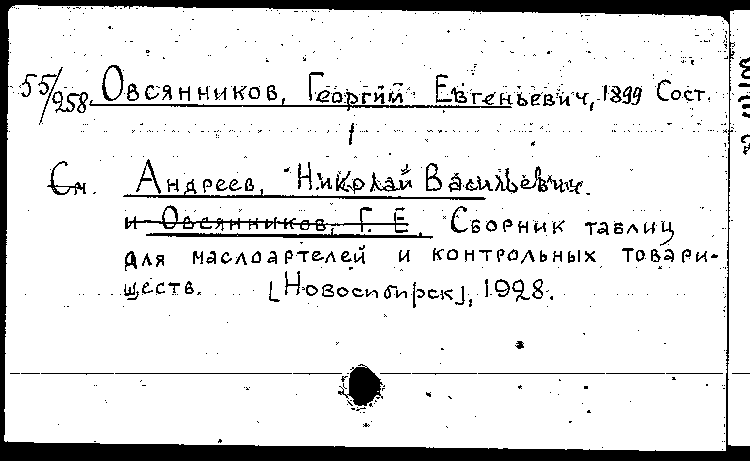 55/258 Овсянников, Георгий Евгеньевич, 1899 Сост.
См. Андреев, Николай Васильевич.
и Овсянников, Г. Е. Сборник таблиц
для маслоартелей и контрольных товари-
ществ. [Новосибирск], 1928.